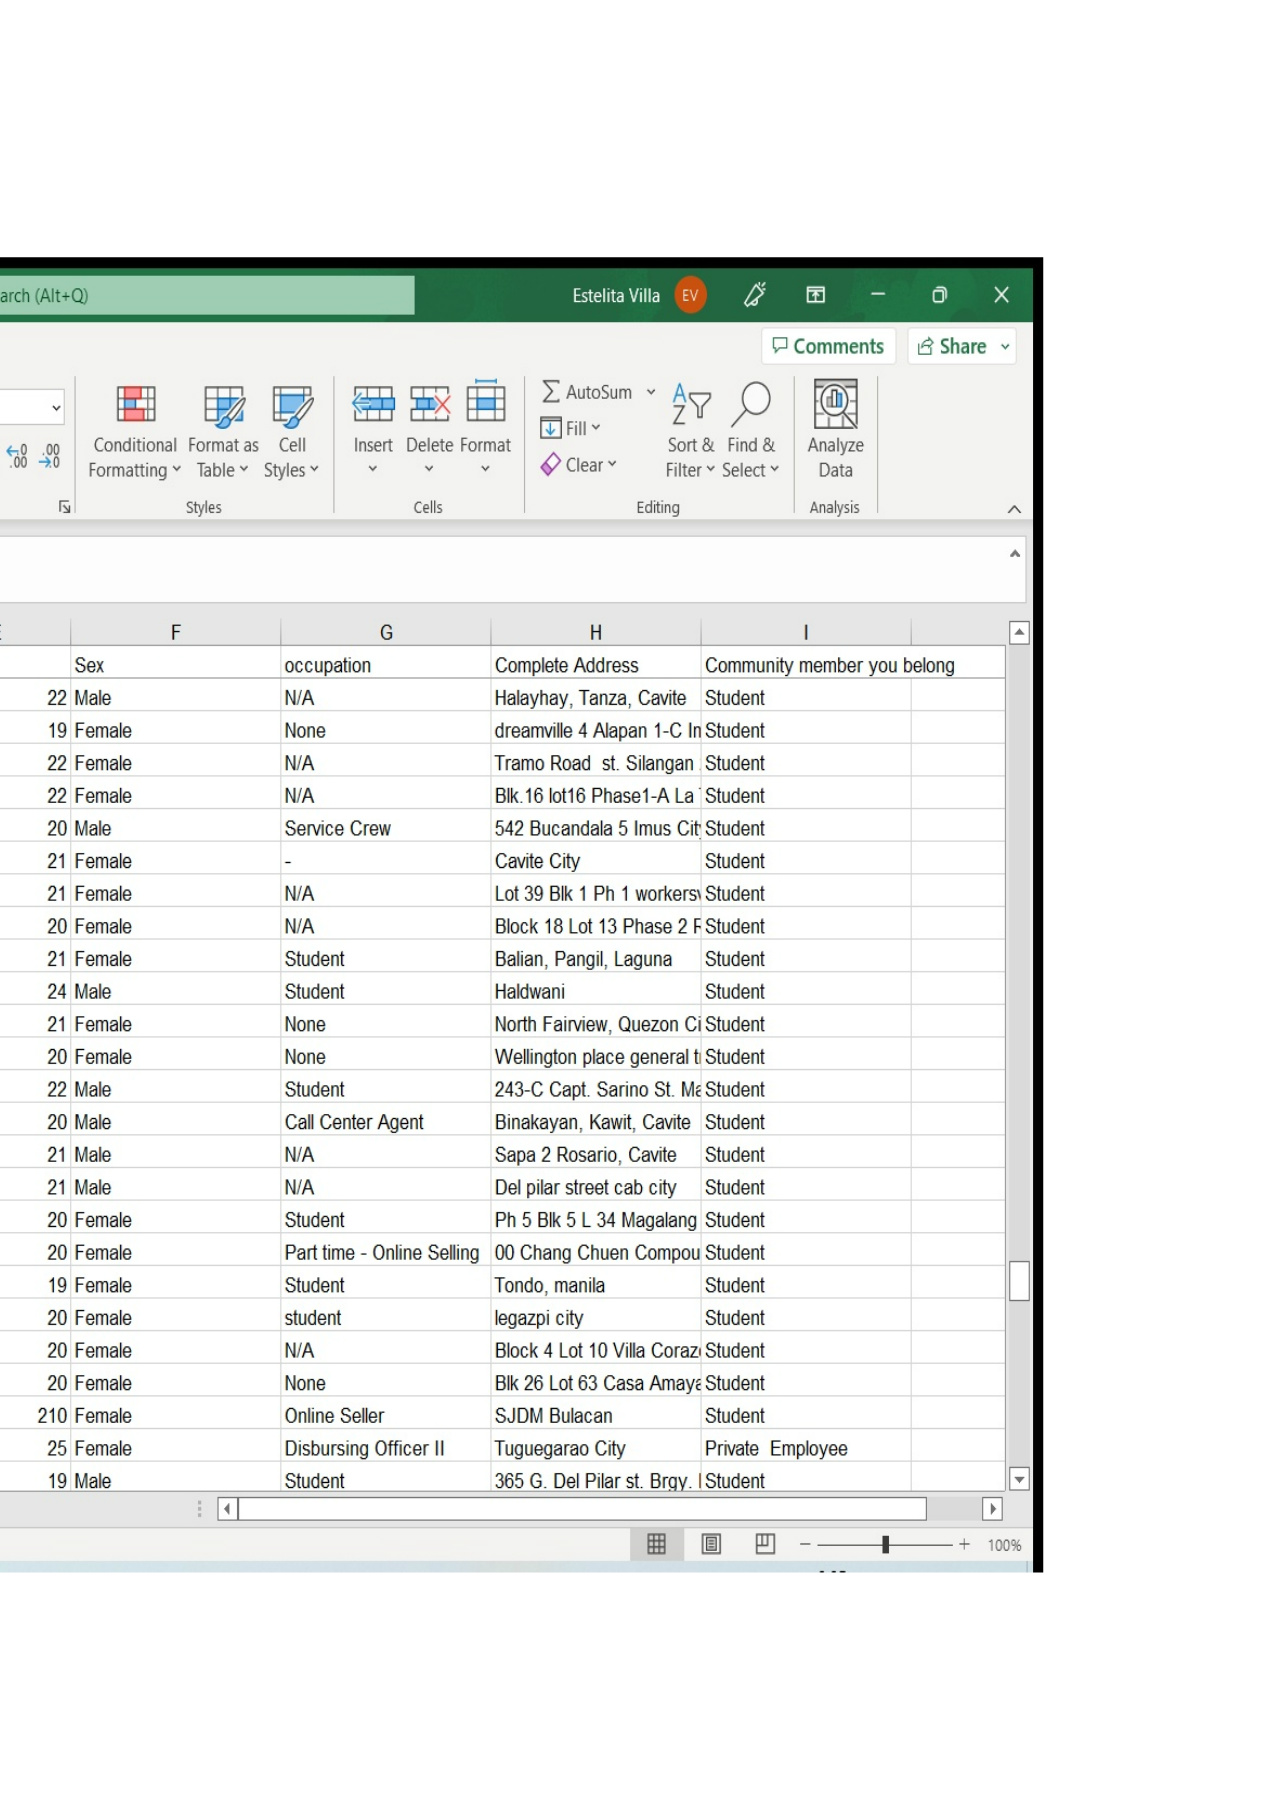 arch (Alt+Q) Estelita Villa EV
Comments Share
AutoSum
Fill
Conditional Format as Cell Insert Delete Format Sort & Find & Analyze
Formatting Table Styles Clear Filter Select Data
Styles Cells Editing Analysis
F G H I
Sex occupation Complete Address Community member you belong
22 Male N/A Halayhay, Tanza, Cavite Student
19 Female None dreamville 4 Alapan 1-C Student
22 Female N/A Tramo Road st. Silangan Student
22 Female N/A Blk.16 lot16 Phase1-A La Student
20 Male Service Crew 542 Bucandala 5 Imus Student
21 Female - Cavite City Student
21 Female N/A Lot 39 Blk 1 Ph 1 Student
20 Female N/A Block 18 Lot 13 Phase 2 Student
21 Female Student Balian, Pangil, Laguna Student
24 Male Student Haldwani Student
21 Female None North Fairview, Quezon Student
20 Female None Wellington place general Student
22 Male Student 243-C Capt. Sarino St. Student
20 Male Call Center Agent Binakayan, Kawit, Cavite Student
21 Male N/A Sapa 2 Rosario, Cavite Student
21 Male N/A Del pilar street cab city Student
20 Female Student Ph 5 Blk 5 L 34 Magalang Student
20 Female Part time - Online Selling 00 Chang Chuen Compou Student
19 Female Student Tondo, manila Student
20 Female student legazpi city Student
20 Female N/A Block 4 Lot 10 Villa Student
20 Female None Blk 26 Lot 63 Casa Student
210 Female Online Seller SJDM Bulacan Student
25 Female Disbursing Officer II Tuguegarao City Private Employee
19 Male Student 365 G. Del Pilar st. Brgy. Student
100%